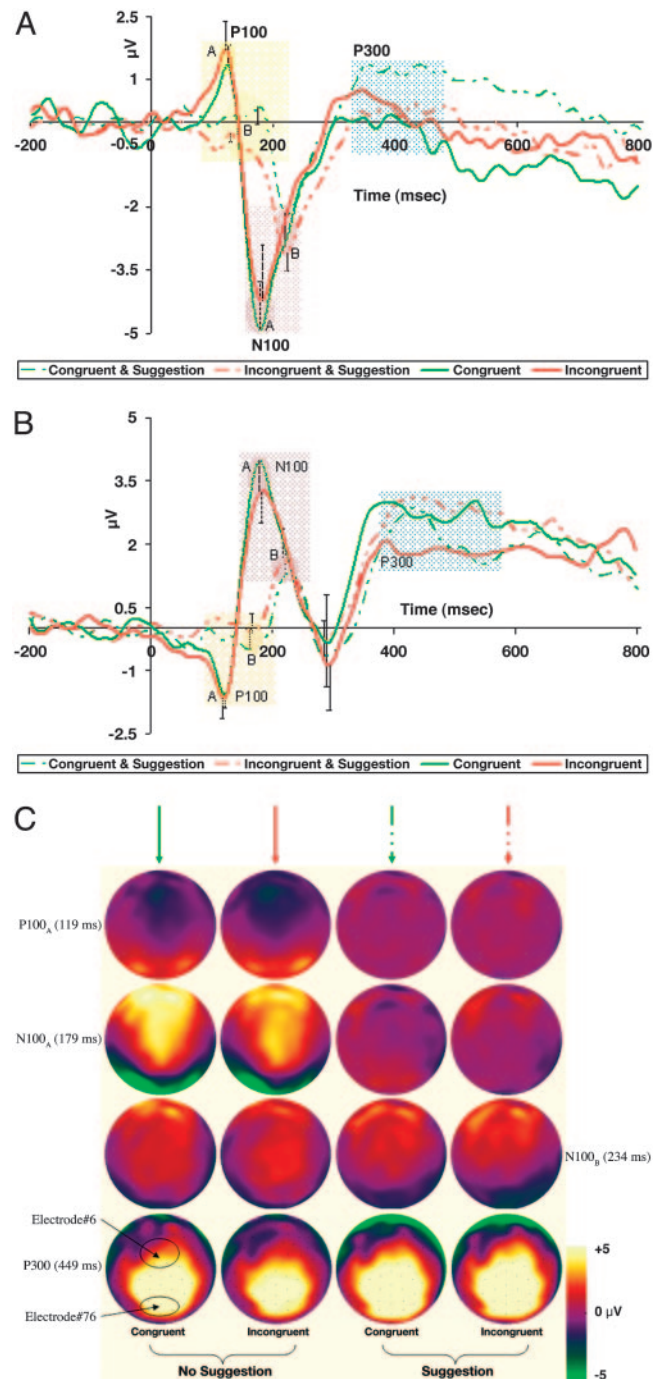 A
2.5
P100
A
P300
µV
1
B
-200
0
200
400
600
800
-0.5
Time (msec)
-2
B
-3.5
A
-5
N100
Congruent & Suggestion Incongruent & Suggestion Congruent Incongruent
B
5
A
N100
3.5
µV
B
2
P300
0.5
Time (msec)
-200
0
200
400
600
800
B
-1
A
P100
-2.5
Congruent & Suggestion Incongruent & Suggestion Congruent Incongruent
C
P100A (119 ms)
N100A (179 ms)
N100B (234 ms)
Electrode#6
P300 (449 ms)
Electrode#76
+5
0 µV
-5
Congruent Incongruent Congruent Incongruent
No Suggestion Suggestion